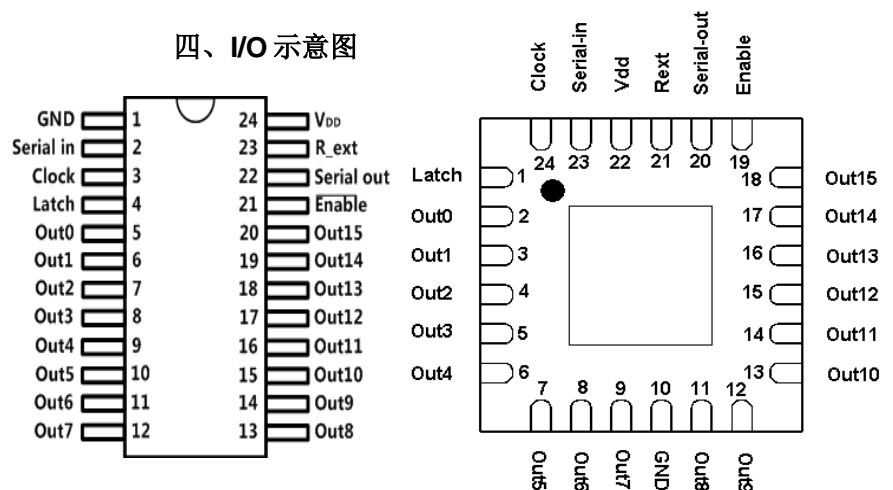 四、I/O 示意图
GND 1 24 VDD
Serial in 2 23 R_ext
Clock 3 22 Serial out
Latch 4 21 Enable
Out0 5 20 Out15
Out1 6 19 Out14
Out2 7 18 Out13
Out3 8 17 Out12
Out4 9 16 Out11
Out5 10 15 Out10
Out6 11 14 Out9
Out7 12 13 Out8
Clock Serial-in Vdd Rext Serial-out Enable
24 23 22 21 20 19
Latch 1 18 Out15
Out0 2 17 Out14
Out1 3 16 Out13
Out2 4 15 Out12
Out3 5 14 Out11
Out4 6 13 Out10
7 8 9 10 11 12
Out5 Out6 Out7 GND Out8 Out9